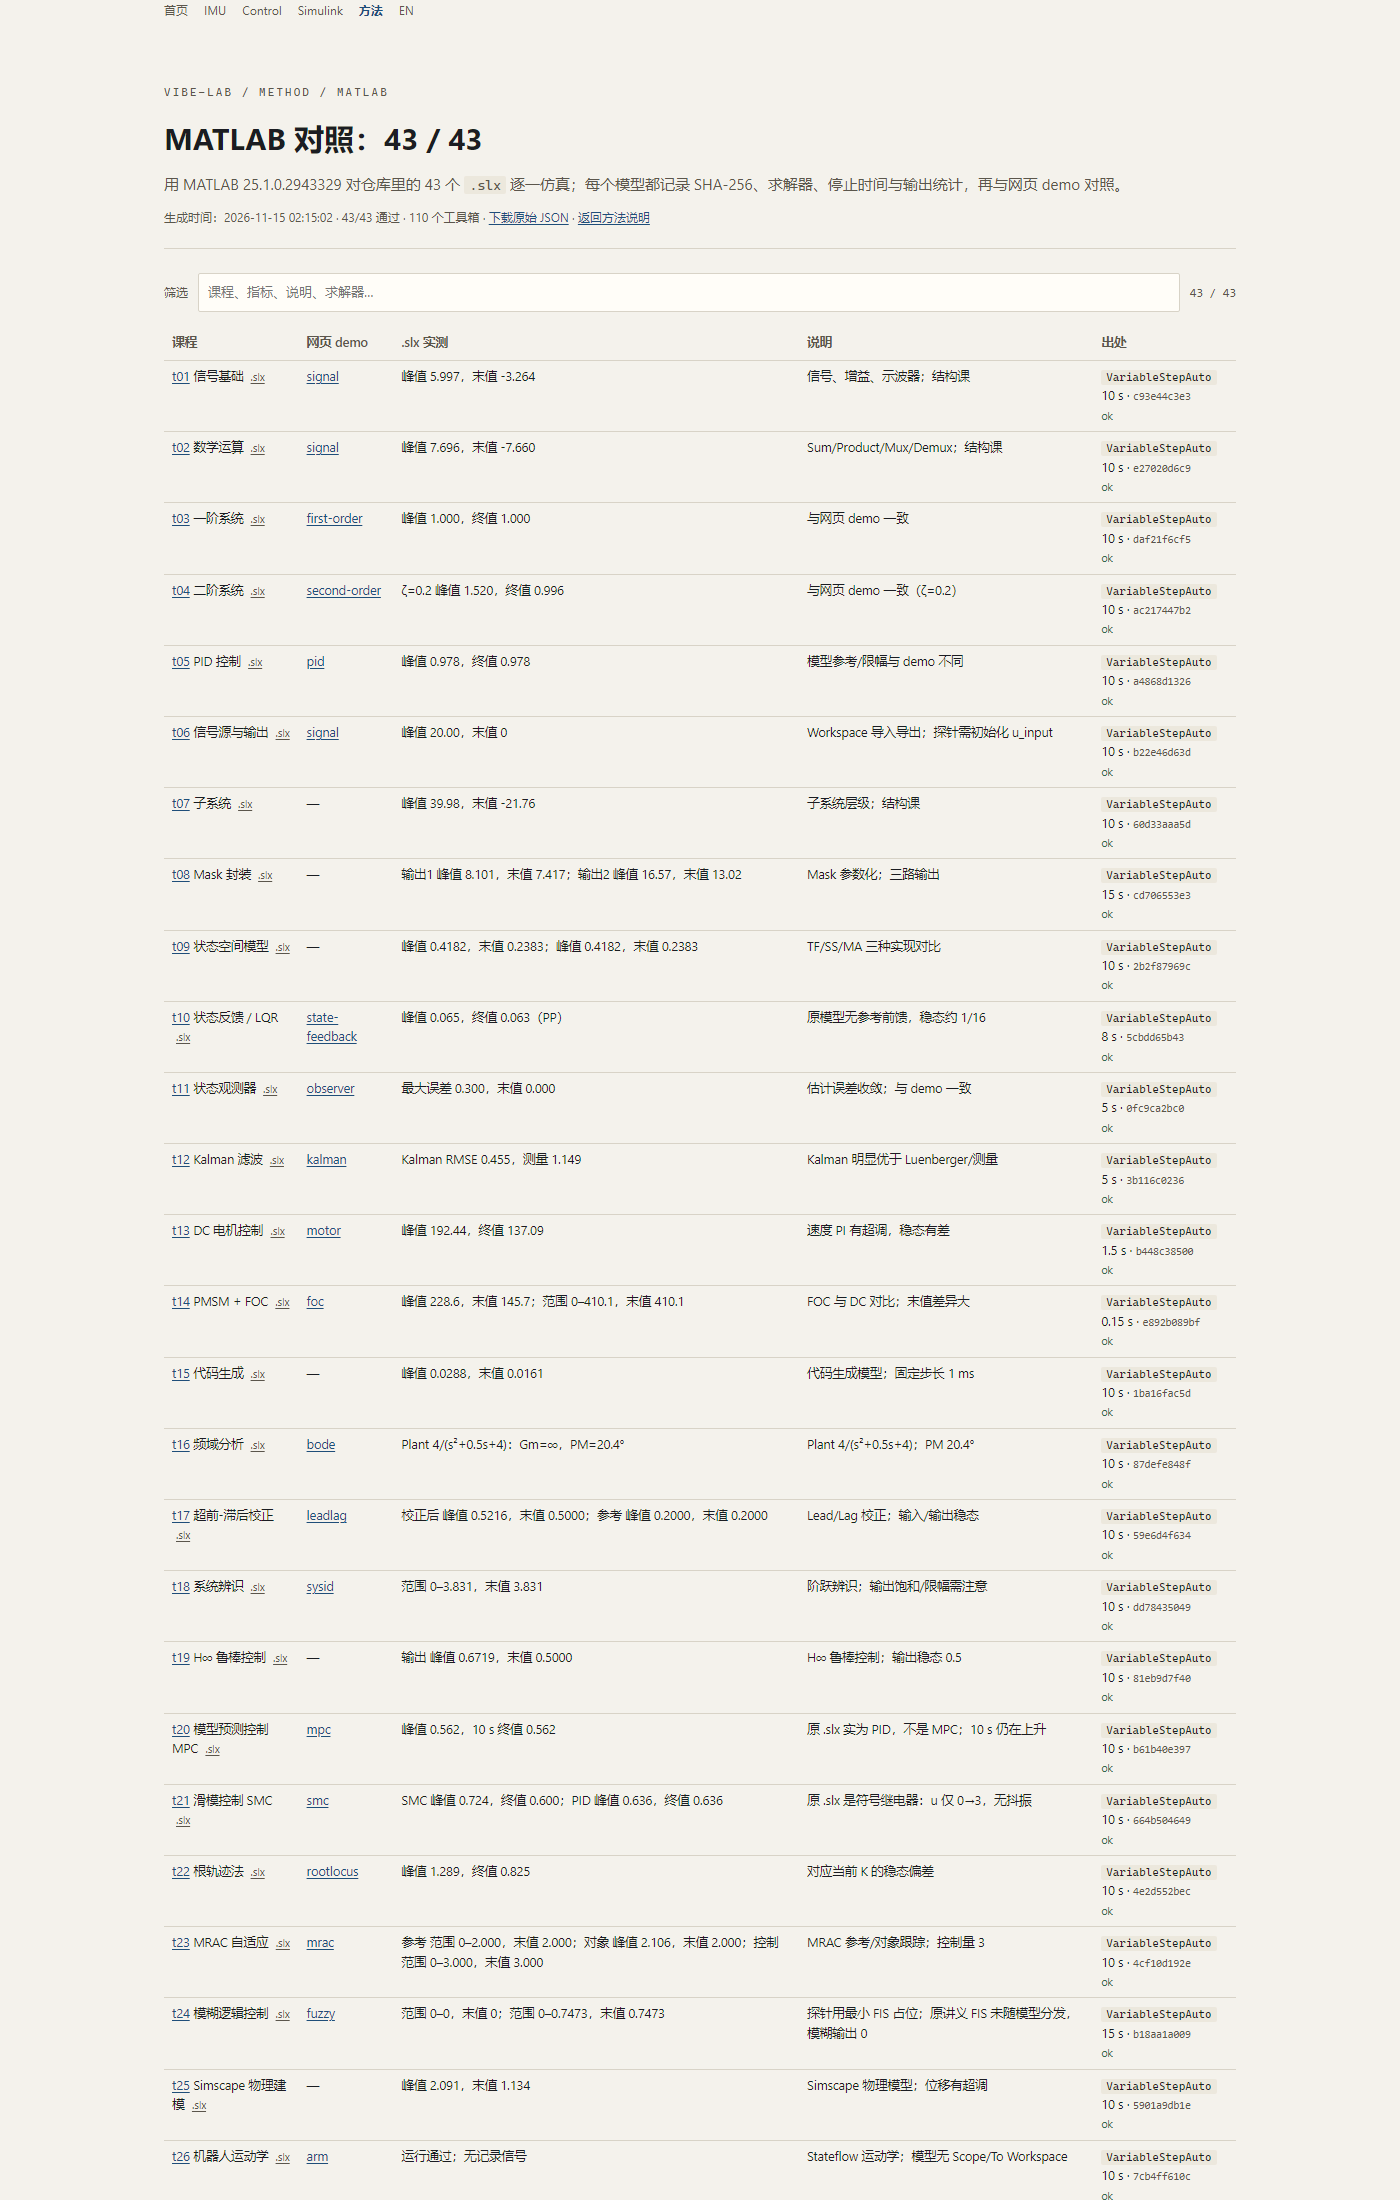 首页 IMU Control Simulink 方法 EN
VIBE-LAB / METHOD / MATLAB
MATLAB 对照：43 / 43
用 MATLAB 25.1.0.2943329 对仓库里的 43 个 .slx 逐一仿真；每个模型都记录 SHA-256、求解器、停止时间与输出统计，再与网页 demo 对照。
生成时间：2026-11-15 02:15:02 · 43/43 通过 · 110 个工具箱 · 下载原始 JSON · 返回方法说明
筛选 课程、指标、说明、求解器... 43 / 43
课程 网页 demo .slx 实测 说明 出处
t01 信号基础 .slx signal 峰值 5.997，末值 -3.264 信号、增益、示波器；结构课 VariableStepAuto
10 s · c93e44c3e3
ok
t02 数学运算 .slx signal 峰值 7.696，末值 -7.660 Sum/Product/Mux/Demux；结构课 VariableStepAuto
10 s · e27020d6c9
ok
t03 一阶系统 .slx first-order 峰值 1.000，终值 1.000 与网页 demo 一致 VariableStepAuto
10 s · daf21f6cf5
ok
t04 二阶系统 .slx second-order ζ=0.2 峰值 1.520，终值 0.996 与网页 demo 一致（ζ=0.2） VariableStepAuto
10 s · ac217447b2
ok
t05 PID 控制 .slx pid 峰值 0.978，终值 0.978 模型参考/限幅与 demo 不同 VariableStepAuto
10 s · a4868d1326
ok
t06 信号源与输出 .slx signal 峰值 20.00，末值 0 Workspace 导入导出；探针需初始化 u_input VariableStepAuto
10 s · b22e46d63d
ok
t07 子系统 .slx — 峰值 39.98，末值 -21.76 子系统层级；结构课 VariableStepAuto
10 s · 60d33aaa5d
ok
t08 Mask 封装 .slx — 输出1 峰值 8.101，末值 7.417；输出2 峰值 16.57，末值 13.02 Mask 参数化；三路输出 VariableStepAuto
15 s · cd706553e3
ok
t09 状态空间模型 .slx — 峰值 0.4182，末值 0.2383；峰值 0.4182，末值 0.2383 TF/SS/MA 三种实现对比 VariableStepAuto
10 s · 2b2f87969c
ok
t10 状态反馈 / LQR state- 峰值 0.065，终值 0.063（PP） 原模型无参考前馈，稳态约 1/16 VariableStepAuto
.slx feedback 8 s · 5cbdd65b43
ok
t11 状态观测器 .slx observer 最大误差 0.300，末值 0.000 估计误差收敛；与 demo 一致 VariableStepAuto
5 s · 0fc9ca2bc0
ok
t12 Kalman 滤波 .slx kalman Kalman RMSE 0.455，测量 1.149 Kalman 明显优于 Luenberger/测量 VariableStepAuto
5 s · 3b116c0236
ok
t13 DC 电机控制 .slx motor 峰值 192.44，终值 137.09 速度 PI 有超调，稳态有差 VariableStepAuto
1.5 s · b448c38500
ok
t14 PMSM + FOC .slx foc 峰值 228.6，末值 145.7；范围 0–410.1，末值 410.1 FOC 与 DC 对比；末值差异大 VariableStepAuto
0.15 s · e892b089bf
ok
t15 代码生成 .slx — 峰值 0.0288，末值 0.0161 代码生成模型；固定步长 1 ms VariableStepAuto
10 s · 1ba16fac5d
ok
t16 频域分析 .slx bode Plant 4/(s²+0.5s+4)：Gm=∞，PM=20.4° Plant 4/(s²+0.5s+4)；PM 20.4° VariableStepAuto
10 s · 87defe848f
ok
t17 超前-滞后校正 leadlag 校正后 峰值 0.5216，末值 0.5000；参考 峰值 0.2000，末值 0.2000 Lead/Lag 校正；输入/输出稳态 VariableStepAuto
.slx 10 s · 59e6d4f634
ok
t18 系统辨识 .slx sysid 范围 0–3.831，末值 3.831 阶跃辨识；输出饱和/限幅需注意 VariableStepAuto
10 s · dd78435049
ok
t19 H∞ 鲁棒控制 .slx — 输出 峰值 0.6719，末值 0.5000 H∞ 鲁棒控制；输出稳态 0.5 VariableStepAuto
10 s · 81eb9d7f40
ok
t20 模型预测控制 mpc 峰值 0.562，10 s 终值 0.562 原 .slx 实为 PID，不是 MPC；10 s 仍在上升 VariableStepAuto
MPC .slx 10 s · b61b40e397
ok
t21 滑模控制 SMC smc SMC 峰值 0.724，终值 0.600；PID 峰值 0.636，终值 0.636 原 .slx 是符号继电器：u 仅 0→3，无抖振 VariableStepAuto
.slx 10 s · 664b504649
ok
t22 根轨迹法 .slx rootlocus 峰值 1.289，终值 0.825 对应当前 K 的稳态偏差 VariableStepAuto
10 s · 4e2d552bec
ok
t23 MRAC 自适应 .slx mrac 参考 范围 0–2.000，末值 2.000；对象 峰值 2.106，末值 2.000；控制 MRAC 参考/对象跟踪；控制量 3 VariableStepAuto
范围 0–3.000，末值 3.000 10 s · 4cf10d192e
ok
t24 模糊逻辑控制 .slx fuzzy 范围 0–0，末值 0；范围 0–0.7473，末值 0.7473 探针用最小 FIS 占位；原讲义 FIS 未随模型分发， VariableStepAuto
模糊输出 0 15 s · b18aa1a009
ok
t25 Simscape 物理建 — 峰值 2.091，末值 1.134 Simscape 物理模型；位移有超调 VariableStepAuto
模 .slx 10 s · 5901a9db1e
ok
t26 机器人运动学 .slx arm 运行通过；无记录信号 Stateflow 运动学；模型无 Scope/To Workspace VariableStepAuto
10 s · 7cb4ff610c
ok